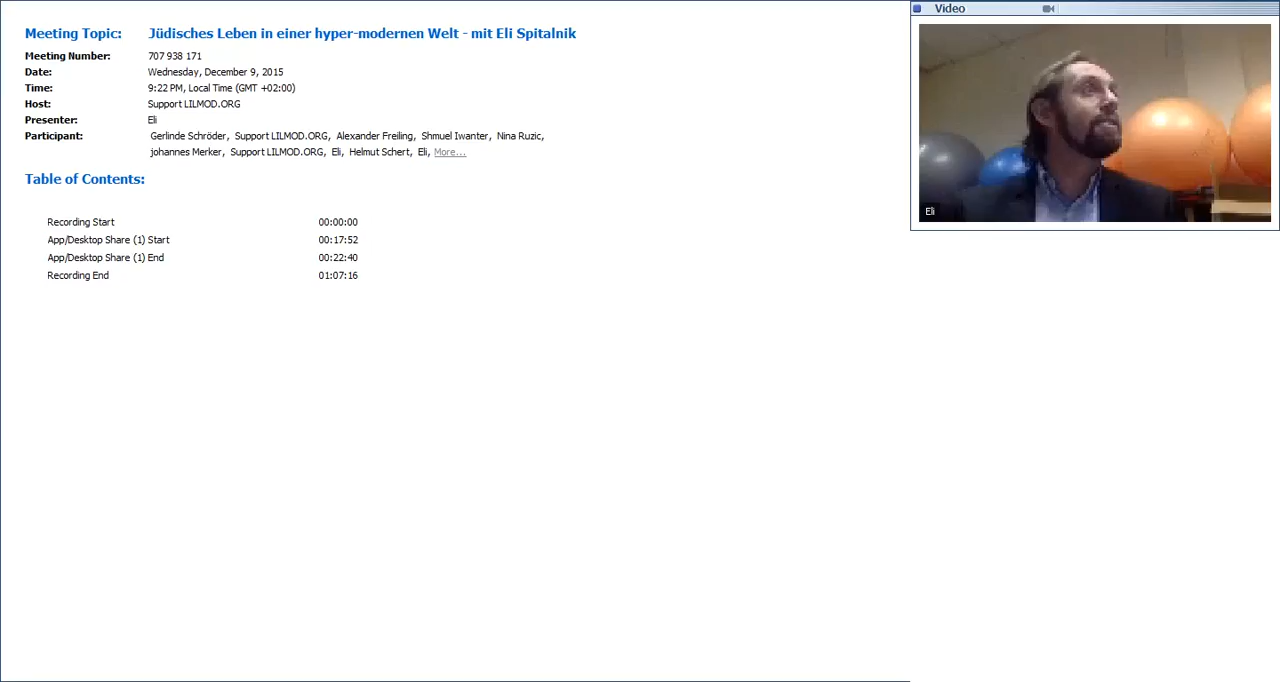 Meeting Topic: Jüdisches Leben in einer hyper-modernen Welt - mit Eli Spitalnik
Meeting Number: 707 938 171
Date: Wednesday, December 9, 2015
Time: 9:22 PM, Local Time (GMT +02:00)
Host: Support LILMOD.ORG
Presenter: Eli
Participant: Gerlinde Schröder, Support LILMOD.ORG, Alexander Freiling, Shmuel Iwanter, Nina Ruzic,
johannes Merker, Support LILMOD.ORG, Eli, Helmut Schert, Eli, More...
Table of Contents:
Recording Start 00:00:00
App/Desktop Share (1) Start 00:17:52
App/Desktop Share (1) End 00:22:40
Recording End 01:07:16
Video
Eli